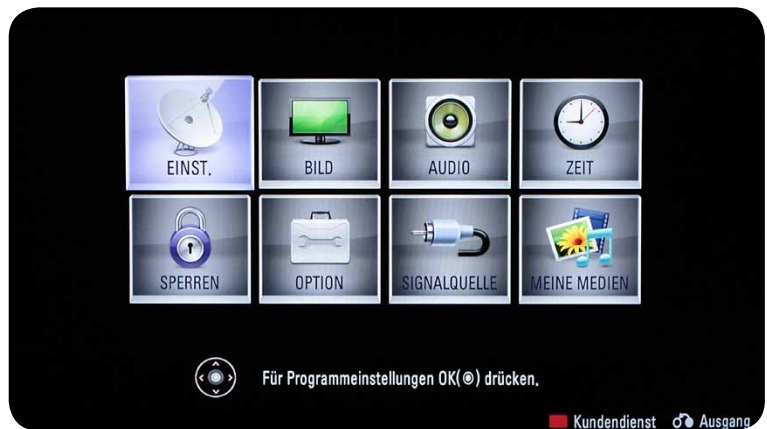 EINST.
BILD
AUDIO
ZEIT
SPERREN
OPTION
SIGNALQUELLE
MEINE MEDIEN
Für Programmeinstellungen OK(◉) drücken.
Kundendienst
Ausgang